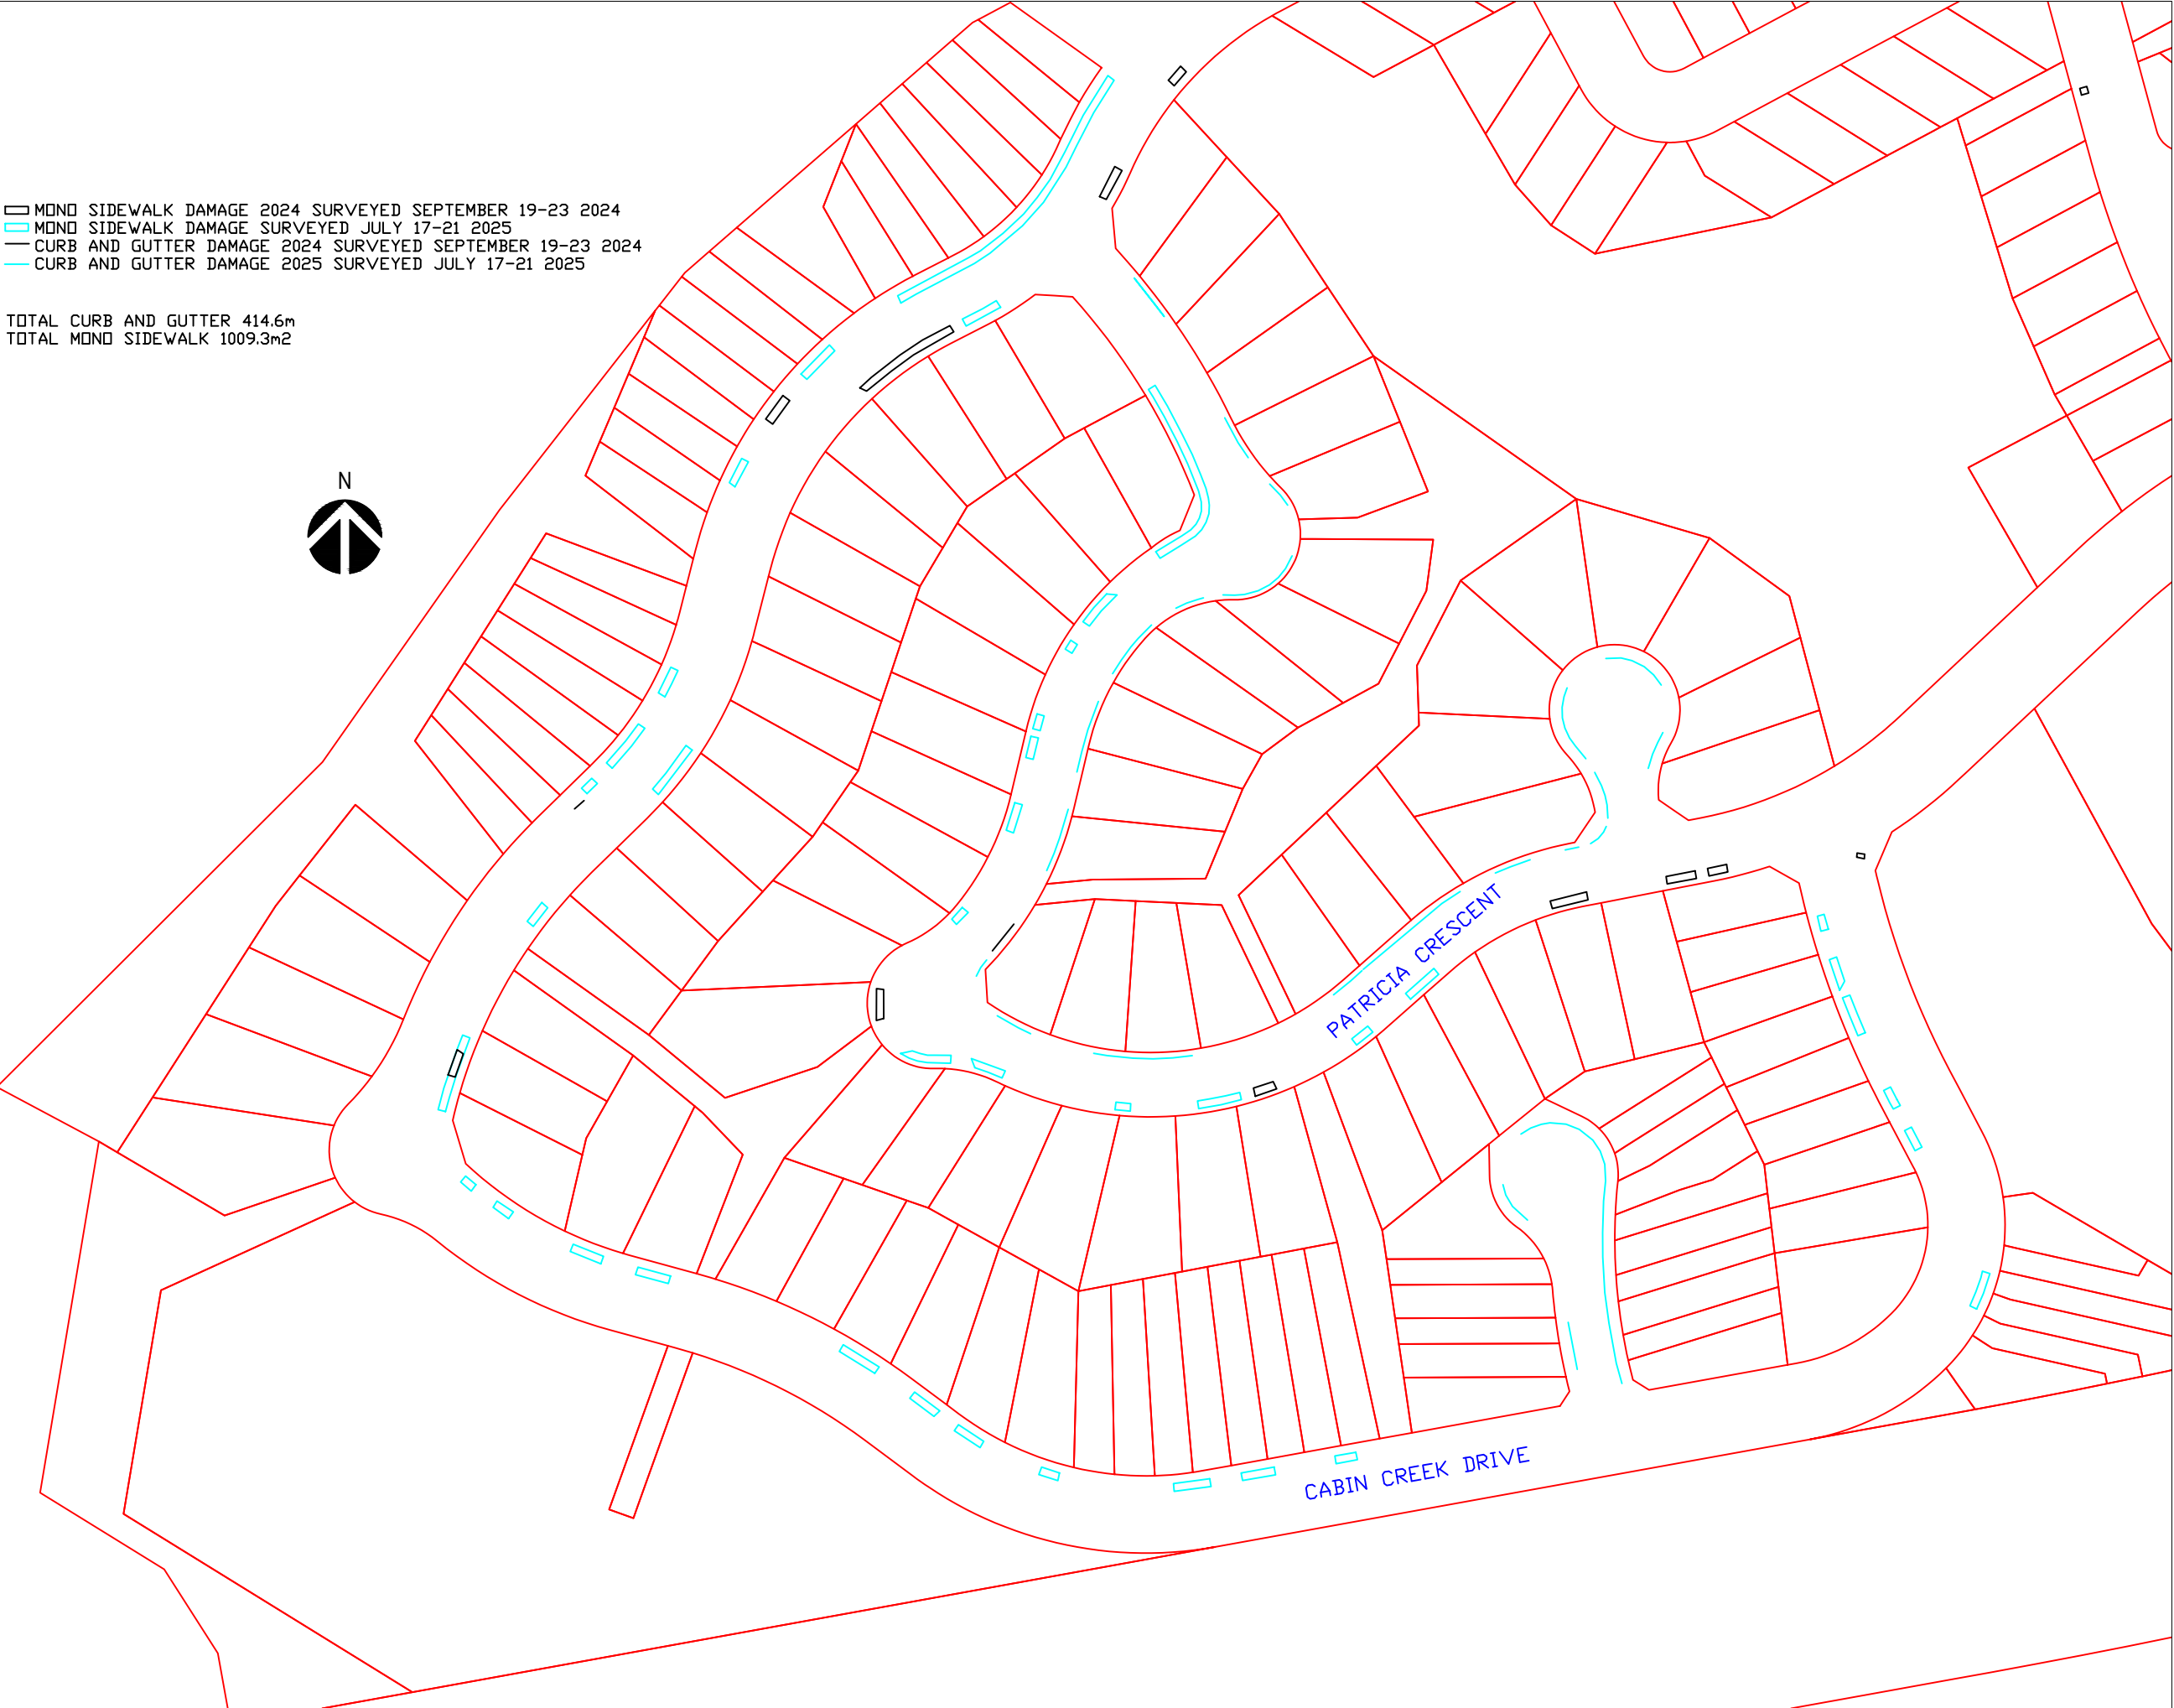 MONO SIDEWALK DAMAGE 2024 SURVEYED SEPTEMBER 19-23 2024
MONO SIDEWALK DAMAGE SURVEYED JULY 17-21 2025
CURB AND GUTTER DAMAGE 2024 SURVEYED SEPTEMBER 19-23 2024
CURB AND GUTTER DAMAGE 2025 SURVEYED JULY 17-21 2025
TOTAL CURB AND GUTTER 414.6m
TOTAL MONO SIDEWALK 1009.3m2
N
PATRICIA CRESCENT
CABIN CREEK DRIVE